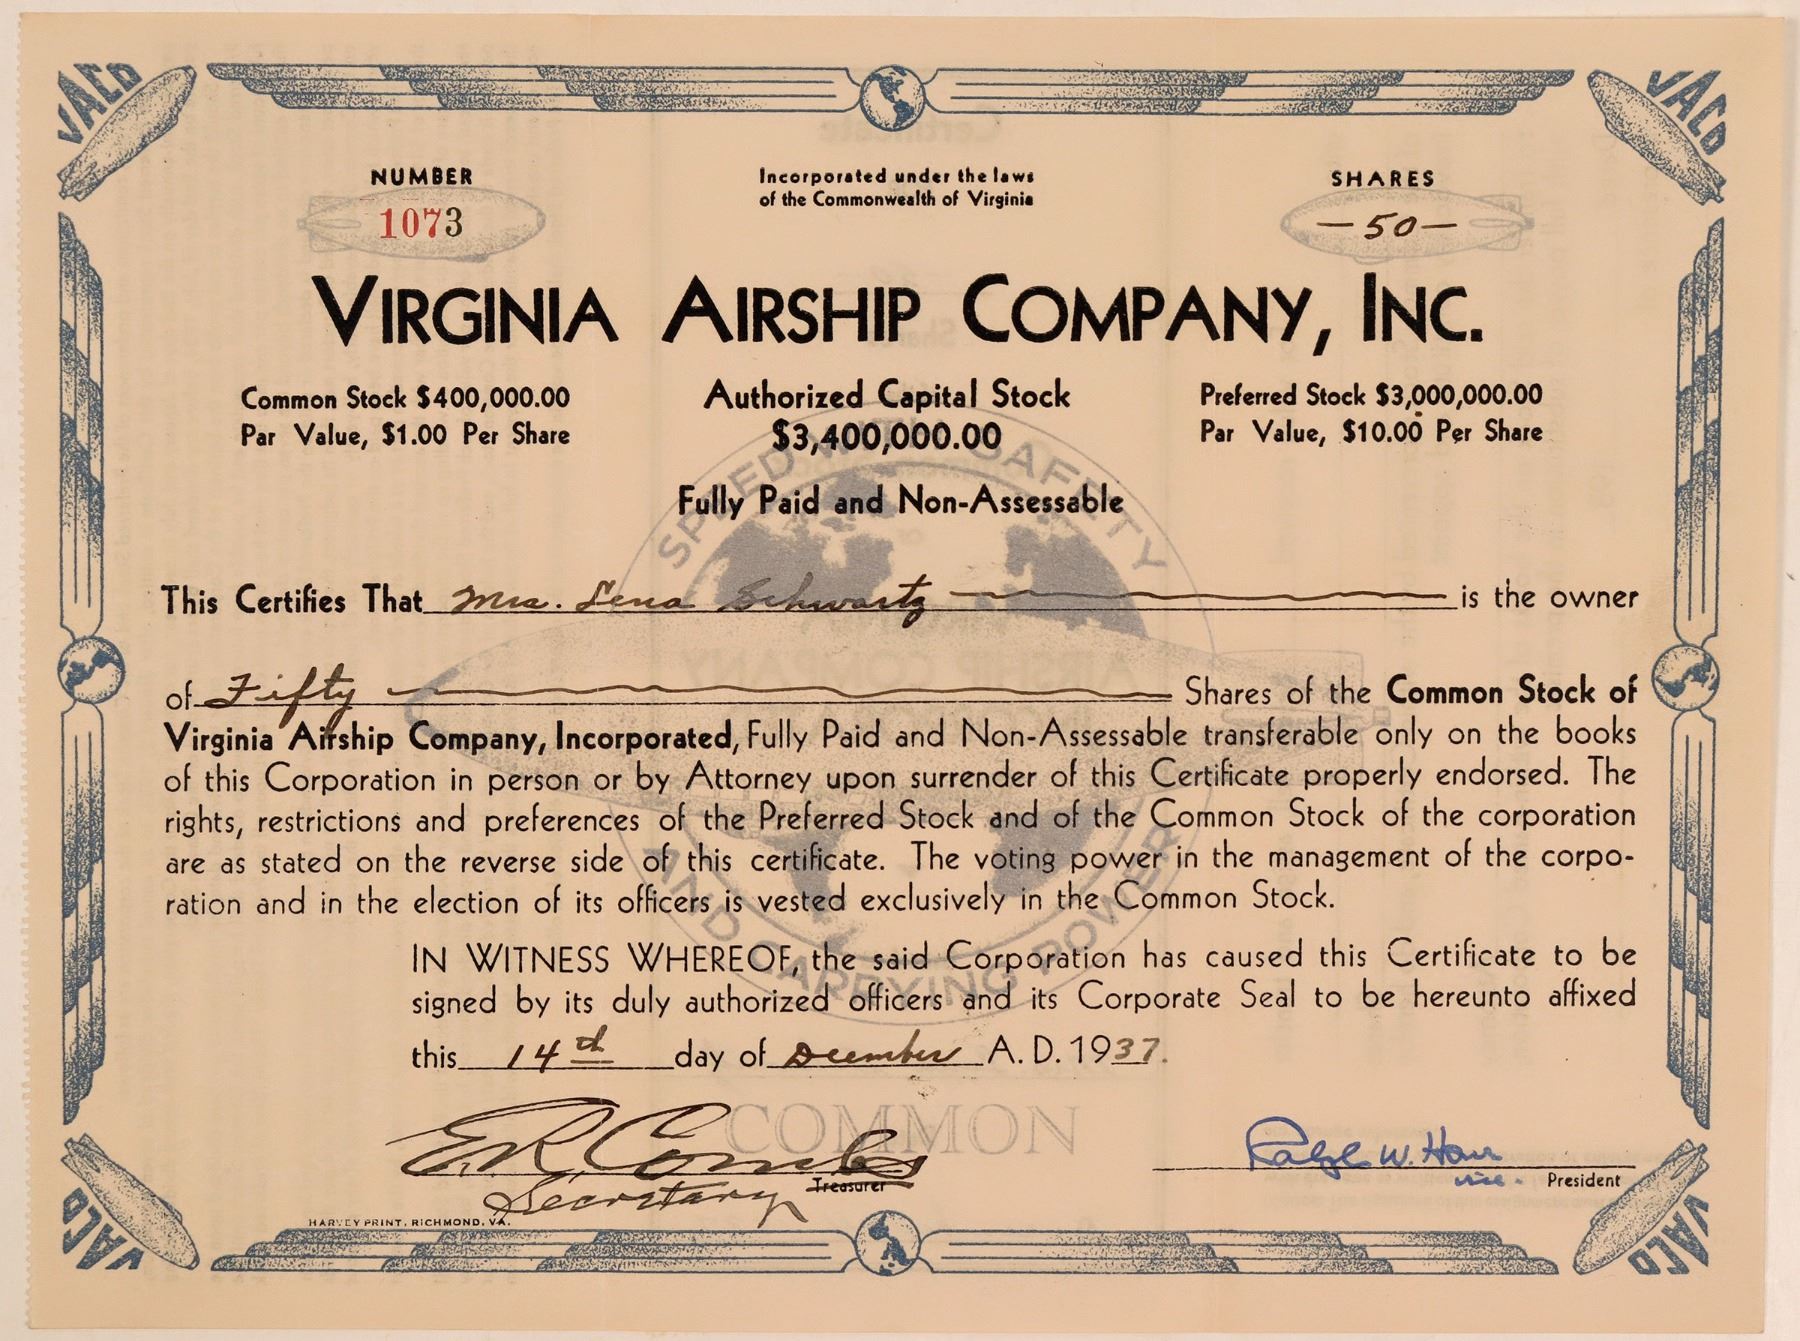 VACO VACO
NUMBER
1073
Incorporated under the laws
of the Commonwealth of Virginia
SHARES
—50—
VIRGINIA AIRSHIP COMPANY, INC.
Common Stock $400,000.00
Par Value, $1.00 Per Share
Authorized Capital Stock
$3,400,000.00
Preferred Stock $3,000,000.00
Par Value, $10.00 Per Share
Fully Paid and Non-Assessable
SPEED WITH SAFETY
This Certifies That Mrs. Lena Schwartz is the owner
of Fifty Shares of the Common Stock of
Virginia Airship Company, Incorporated, Fully Paid and Non-Assessable transferable only on the books
of this Corporation in person or by Attorney upon surrender of this Certificate properly endorsed. The
rights, restrictions and preferences of the Preferred Stock and of the Common Stock of the corporation
are as stated on the reverse side of this certificate. The voting power in the management of the corpo-
ration and in the election of its officers is vested exclusively in the Common Stock.
AND CARRYING POWER
IN WITNESS WHEREOF, the said Corporation has caused this Certificate to be
signed by its duly authorized officers and its Corporate Seal to be hereunto affixed
this 14th day of December A. D. 1937.
COMMON
E.R. Combs
Secretary Treasurer
Ralph W.
vice- President
HARVEY PRINT, RICHMOND, VA.
VACO VACO